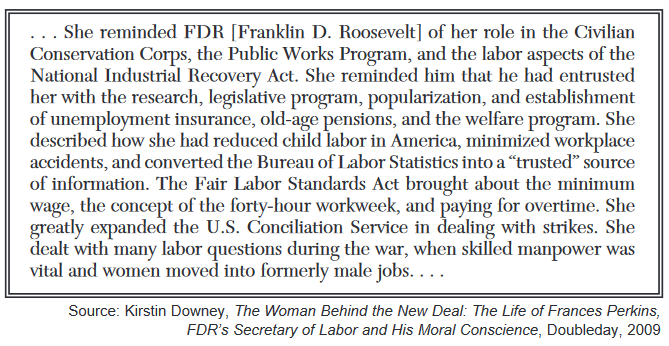 . . . She reminded FDR [Franklin D. Roosevelt] of her role in the Civilian
Conservation Corps, the Public Works Program, and the labor aspects of the
National Industrial Recovery Act. She reminded him that he had entrusted
her with the research, legislative program, popularization, and establishment
of unemployment insurance, old-age pensions, and the welfare program. She
described how she had reduced child labor in America, minimized workplace
accidents, and converted the Bureau of Labor Statistics into a “trusted” source
of information. The Fair Labor Standards Act brought about the minimum
wage, the concept of the forty-hour workweek, and paying for overtime. She
greatly expanded the U.S. Conciliation Service in dealing with strikes. She
dealt with many labor questions during the war, when skilled manpower was
vital and women moved into formerly male jobs. . . .
Source: Kirstin Downey, The Woman Behind the New Deal: The Life of Frances Perkins,
FDR’s Secretary of Labor and His Moral Conscience, Doubleday, 2009